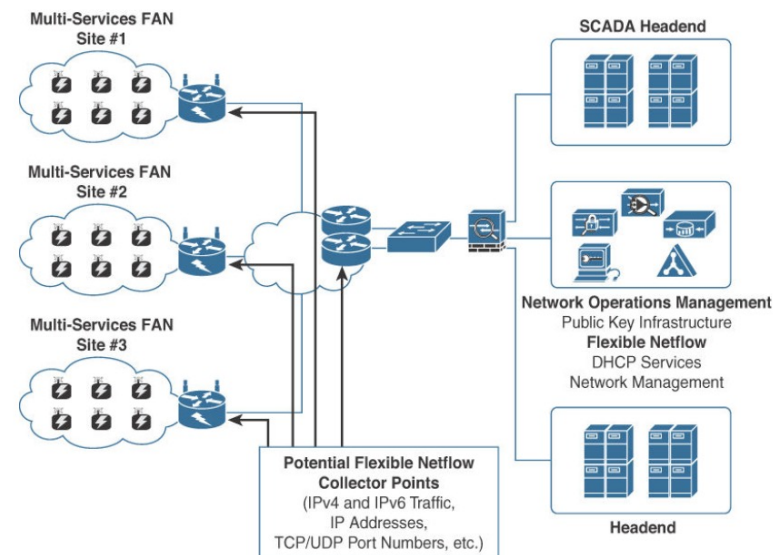 Multi-Services FAN
Site #1
SCADA Headend
Multi-Services FAN
Site #2
Network Operations Management
Public Key Infrastructure
Flexible Netflow
DHCP Services
Network Management
Multi-Services FAN
Site #3
Potential Flexible Netflow
Collector Points
(IPv4 and IPv6 Traffic,
IP Addresses,
TCP/UDP Port Numbers, etc.)
Headend